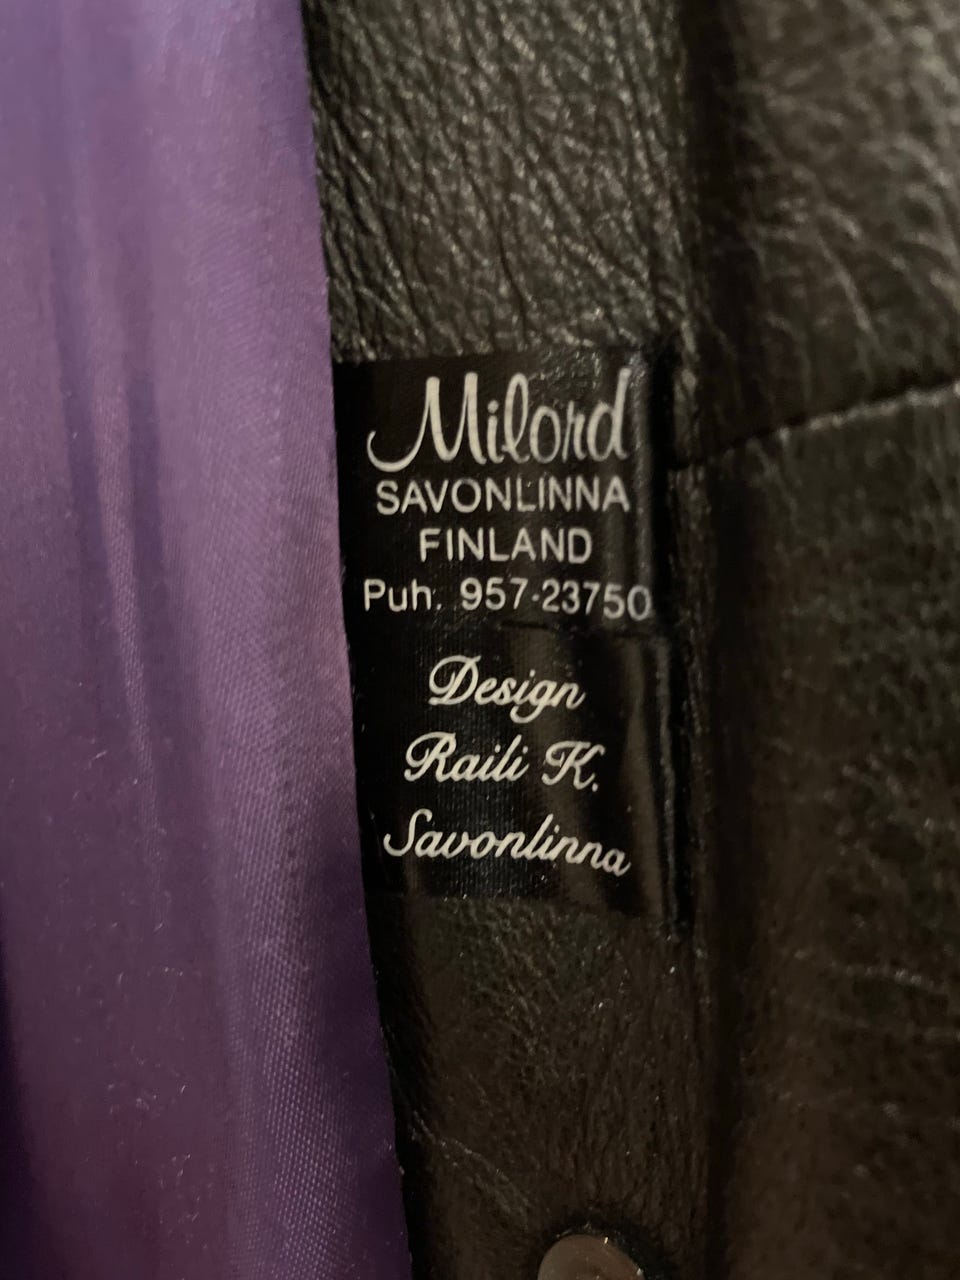 Milord
SAVONLINNA
FINLAND
Puh. 957-23750
Design
Raili K.
Savonlinna